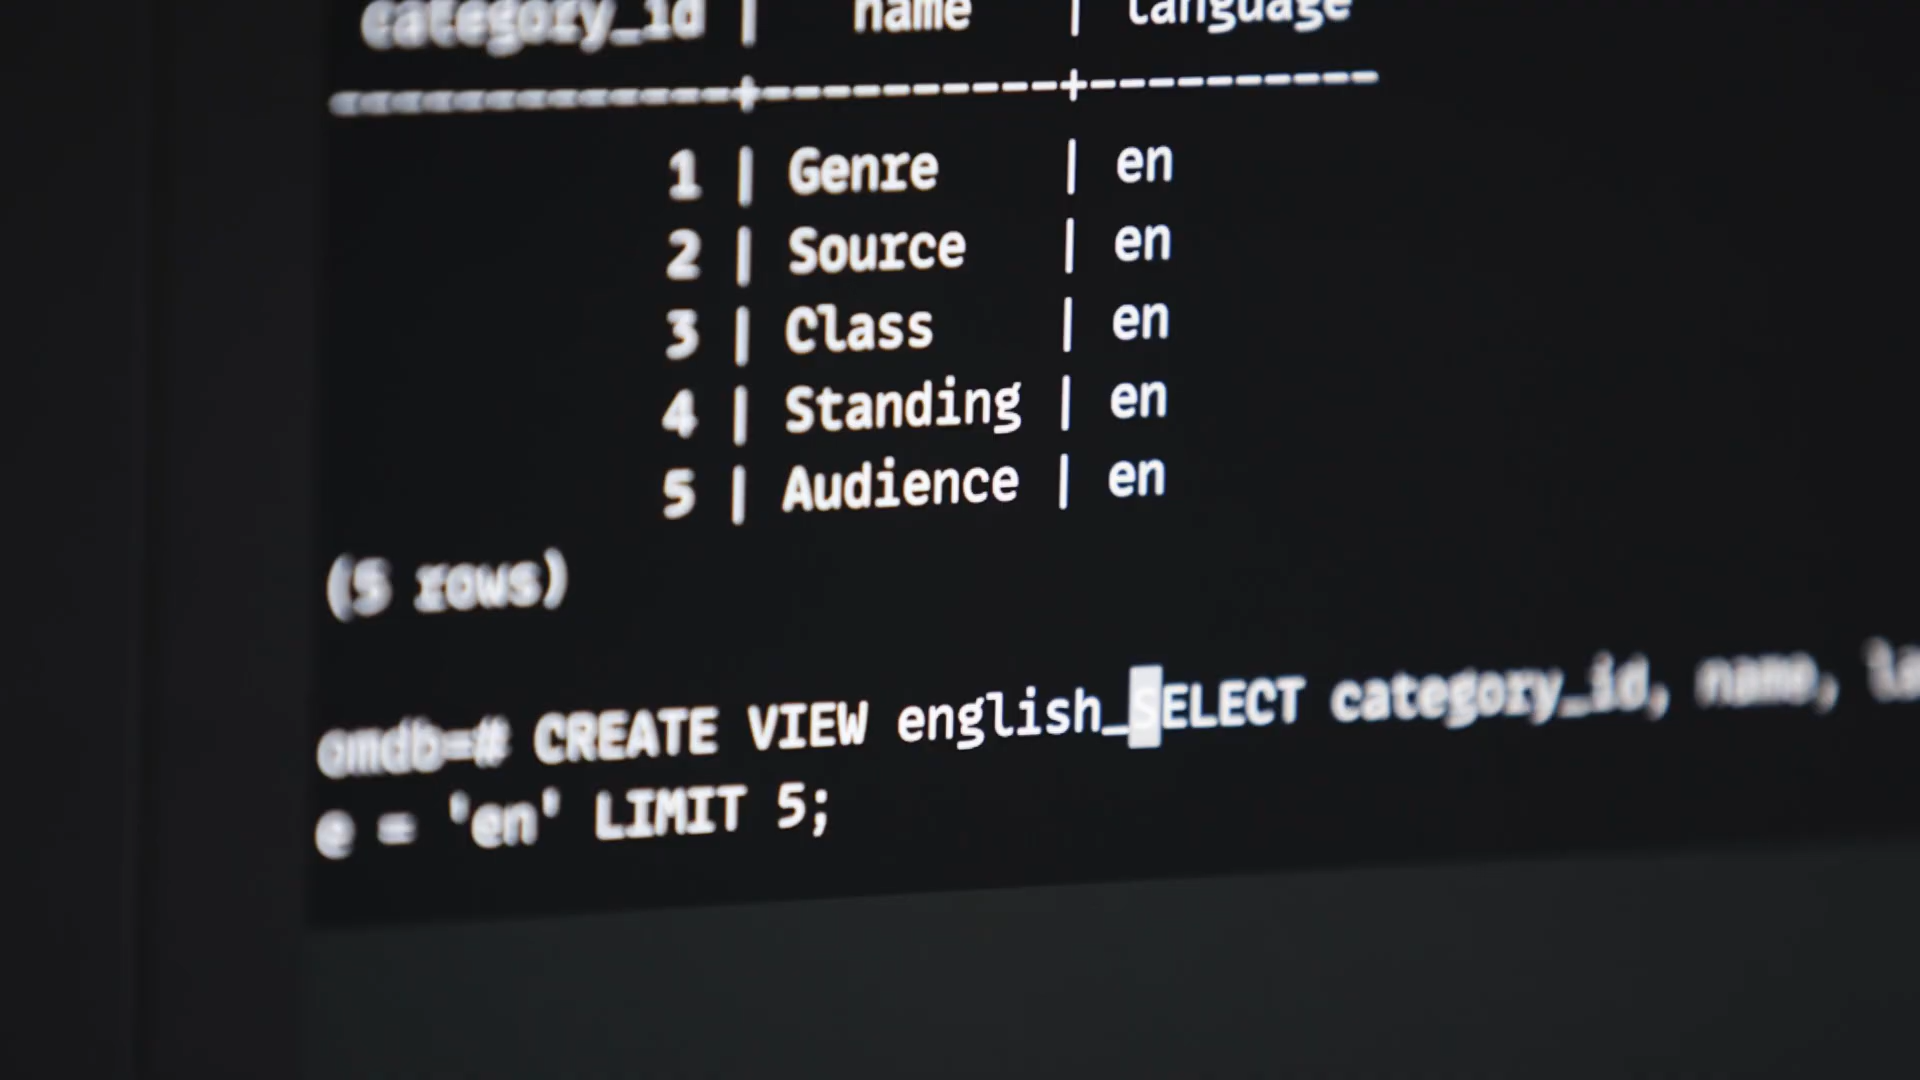 category_id | name | language
-------------+----------+----------
1 | Genre | en
2 | Source | en
3 | Class | en
4 | Standing | en
5 | Audience | en
(5 rows)
omdb=# CREATE VIEW english_SELECT category_id, name, la
e = 'en' LIMIT 5;